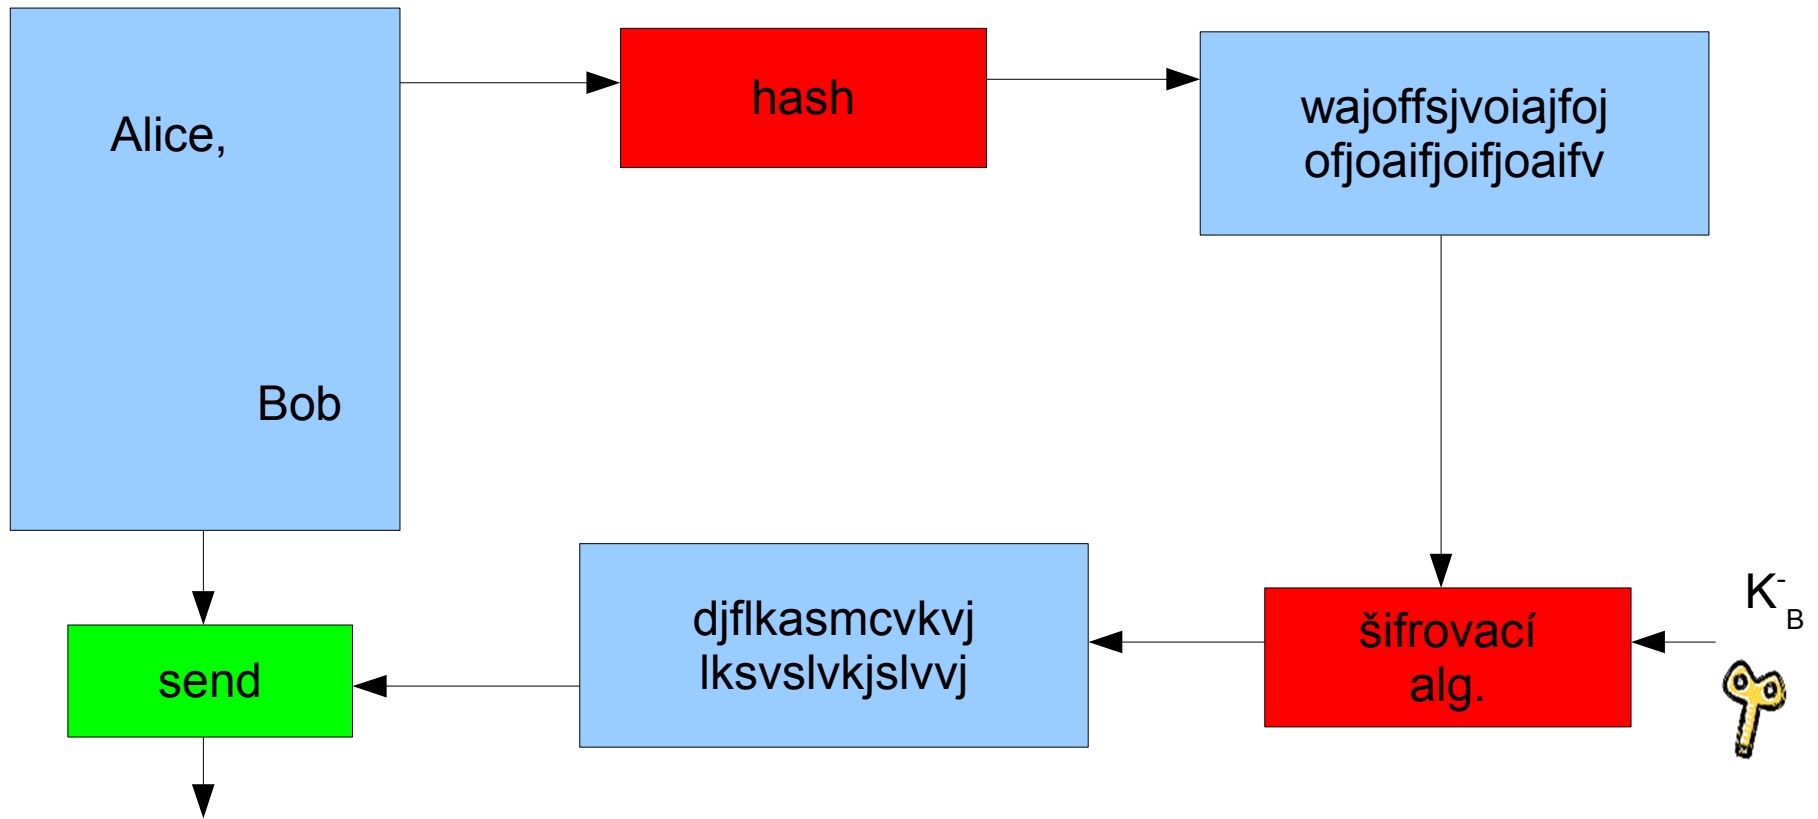 Alice,
Bob
hash
wajoffsjvoiajfoj
ofjoaifjoifjoaifv
send
djflkasmcvkvj
lksvslvkjslvvj
šifrovací
alg.
K-B